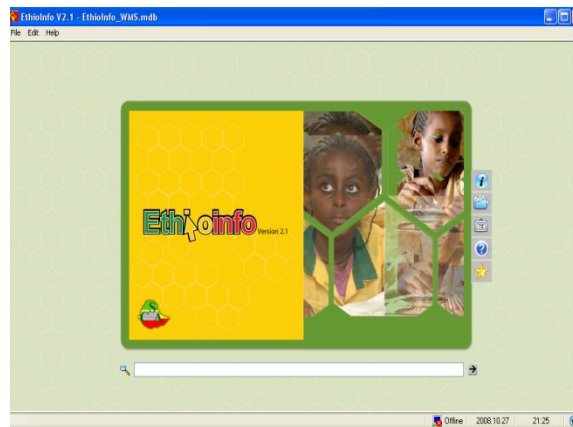 EthioInfo V2.1 - EthioInfo_WMS.mdb
File Edit Help
Ethioinfo Version 2.1
Offline 2008.10.27 21:25